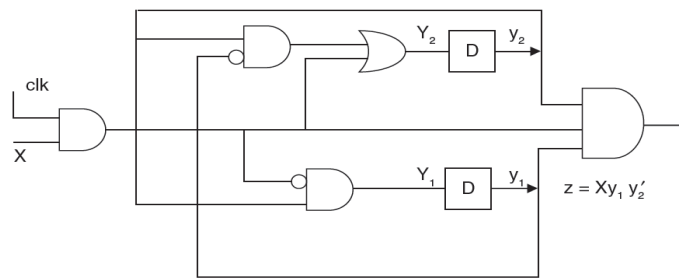 clk
X
Y₂
D
y₂
Y₁
D
y₁
z = Xy₁ y₂′